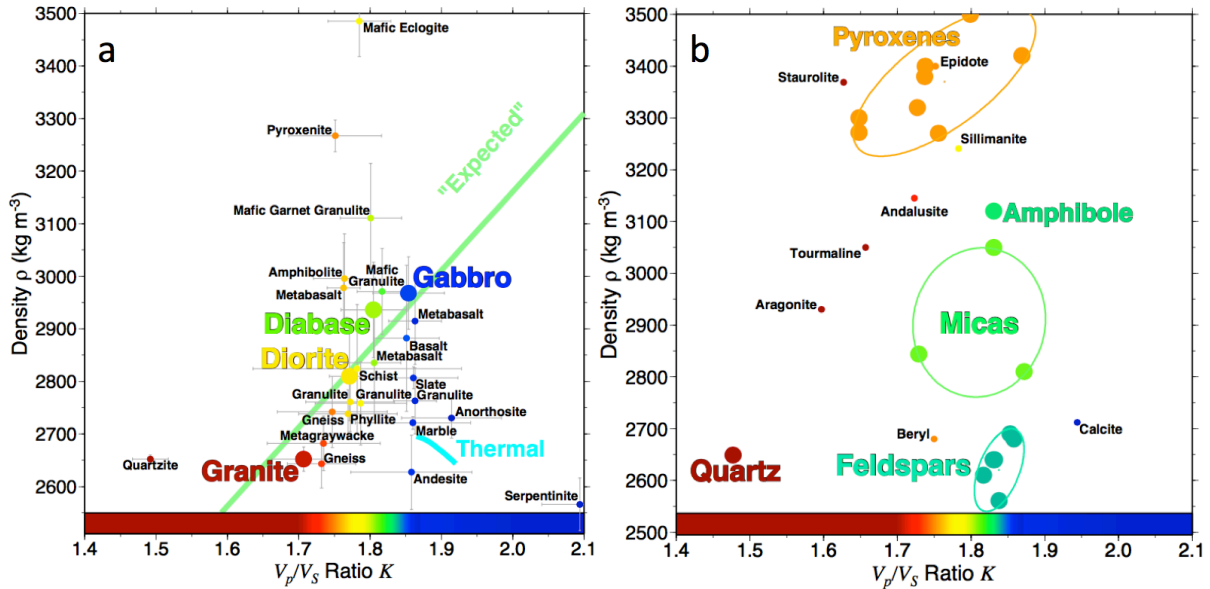 a
3500
3400
3300
3200
3100
3000
2900
2800
2700
2600
Density ρ (kg m-3)
Mafic Eclogite
Pyroxenite
"Expected"
Mafic Garnet Granulite
Amphibolite
Mafic
Granulite
Gabbro
Metabasalt
Metabasalt
Diabase
Basalt
Metabasalt
Diorite
Schist
Slate
Granulite
Granulite
Granulite
Anorthosite
Gneiss
Phyllite
Marble
Metagraywacke
Thermal
Quartzite
Granite
Gneiss
Andesite
Serpentinite
1.4 1.5 1.6 1.7 1.8 1.9 2.0 2.1
Vp/VS Ratio K
b
3500
3400
3300
3200
3100
3000
2900
2800
2700
2600
2500
Density ρ (kg m-3)
Pyroxenes
Epidote
Staurolite
Sillimanite
Andalusite
Amphibole
Tourmaline
Aragonite
Micas
Beryl
Calcite
Quartz
Feldspars
1.4 1.5 1.6 1.7 1.8 1.9 2.0 2.1
Vp/VS Ratio K